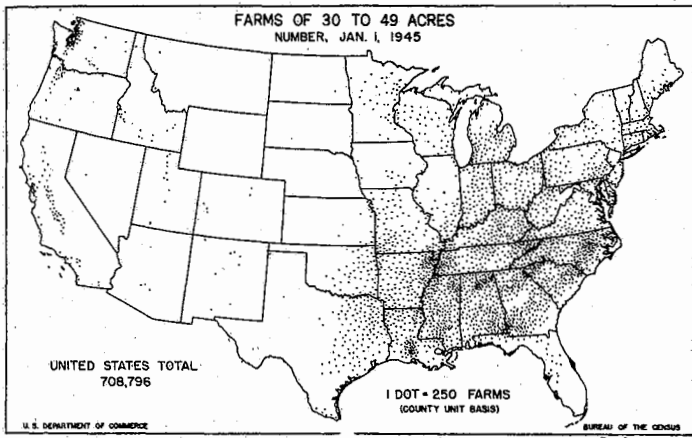 FARMS OF 30 TO 49 ACRES
NUMBER, JAN. 1, 1945
UNITED STATES TOTAL
708,796
1 DOT = 250 FARMS
(COUNTY UNIT BASIS)
U. S. DEPARTMENT OF COMMERCE
BUREAU OF THE CENSUS